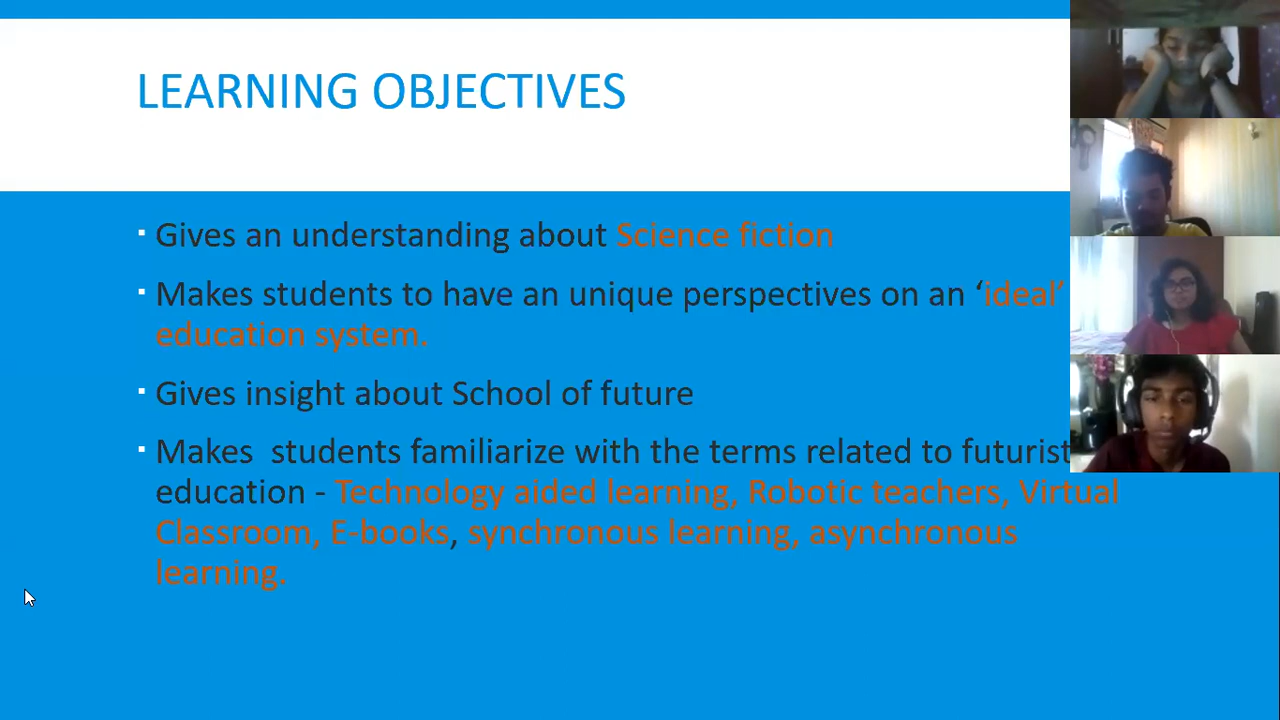 LEARNING OBJECTIVES
Gives an understanding about Science fiction
Makes students to have an unique perspectives on an ‘ideal’
education system.
Gives insight about School of future
Makes  students familiarize with the terms related to futurist
education - Technology aided learning, Robotic teachers, Virtual
Classroom, E-books, synchronous learning, asynchronous
learning.